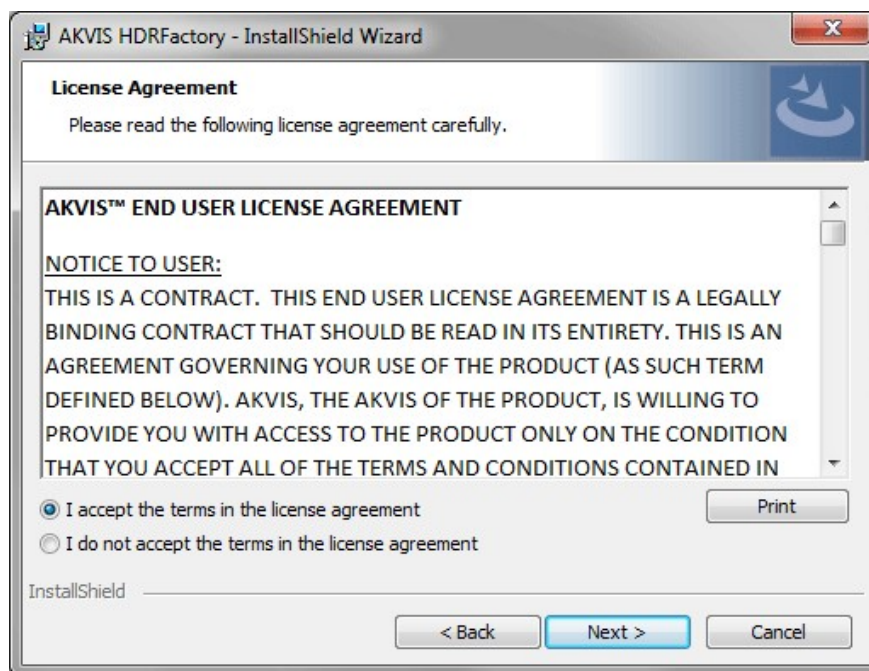 AKVIS HDRFactory - InstallShield Wizard
License Agreement
Please read the following license agreement carefully.
AKVIS™ END USER LICENSE AGREEMENT
NOTICE TO USER:
THIS IS A CONTRACT.  THIS END USER LICENSE AGREEMENT IS A LEGALLY
BINDING CONTRACT THAT SHOULD BE READ IN ITS ENTIRETY. THIS IS AN
AGREEMENT GOVERNING YOUR USE OF THE PRODUCT (AS SUCH TERM
DEFINED BELOW). AKVIS, THE AKVIS OF THE PRODUCT, IS WILLING TO
PROVIDE YOU WITH ACCESS TO THE PRODUCT ONLY ON THE CONDITION
THAT YOU ACCEPT ALL OF THE TERMS AND CONDITIONS CONTAINED IN
I accept the terms in the license agreement
Print
I do not accept the terms in the license agreement
InstallShield
< Back
Next >
Cancel